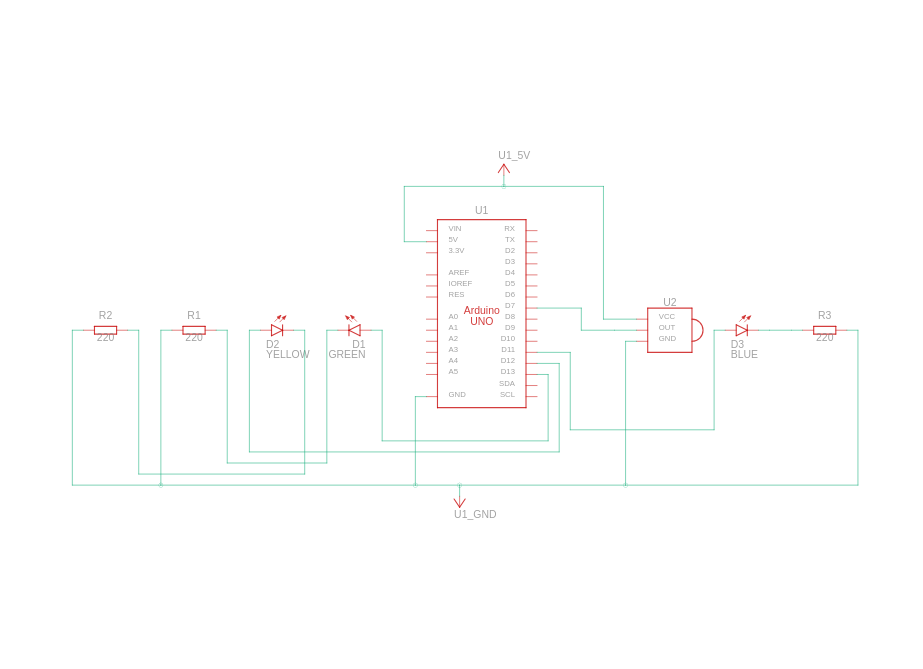 U1_5V
U1
VIN
5V
3.3V
AREF
IOREF
RES
A0
A1
A2
A3
A4
A5
GND
Arduino
UNO
RX
TX
D2
D3
D4
D5
D6
D7
D8
D9
D10
D11
D12
D13
SDA
SCL
R2
220
R1
220
D2
YELLOW
D1
GREEN
U2
VCC
OUT
GND
D3
BLUE
R3
220
U1_GND